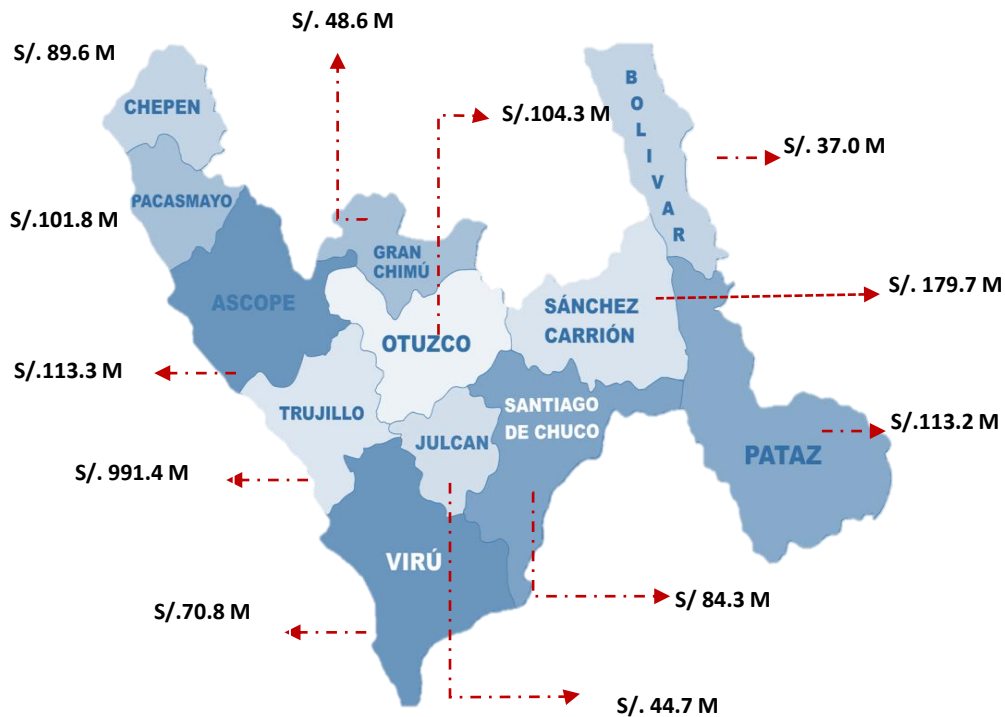 S/. 48.6 M
S/. 89.6 M
CHEPEN
S/.104.3 M
BOLIVAR
S/. 37.0 M
PACASMAYO
S/.101.8 M
GRAN
CHIMÚ
ASCOPE
S/. 179.7 M
SÁNCHEZ
CARRIÓN
OTUZCO
S/.113.3 M
TRUJILLO
SANTIAGO
DE CHUCO
JULCAN
S/.113.2 M
PATAZ
S/. 991.4 M
VIRÚ
S/.70.8 M
S/ 84.3 M
S/. 44.7 M